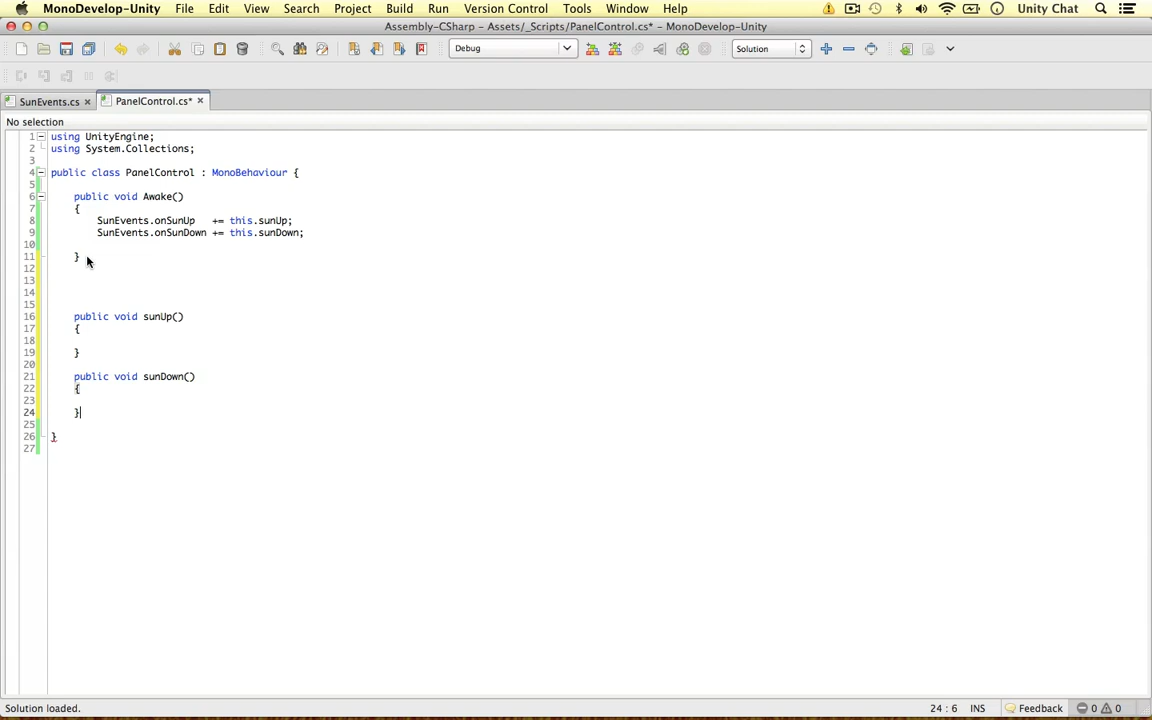 MonoDevelop-Unity File Edit View Search Project Build Run Version Control Tools Window Help Unity Chat
Assembly-CSharp – Assets/_Scripts/PanelControl.cs* – MonoDevelop-Unity
Debug Solution
SunEvents.cs × PanelControl.cs* ×
No selection
1 using UnityEngine;
2 using System.Collections;
3
4 public class PanelControl : MonoBehaviour {
5
6 public void Awake()
7 {
8 SunEvents.onSunUp += this.sunUp;
9 SunEvents.onSunDown += this.sunDown;
10
11 }
12
13
14
15
16 public void sunUp()
17 {
18
19 }
20
21 public void sunDown()
22 {
23
24 }
25
26 }
27
Solution loaded. 24 : 6 INS Feedback 0 0